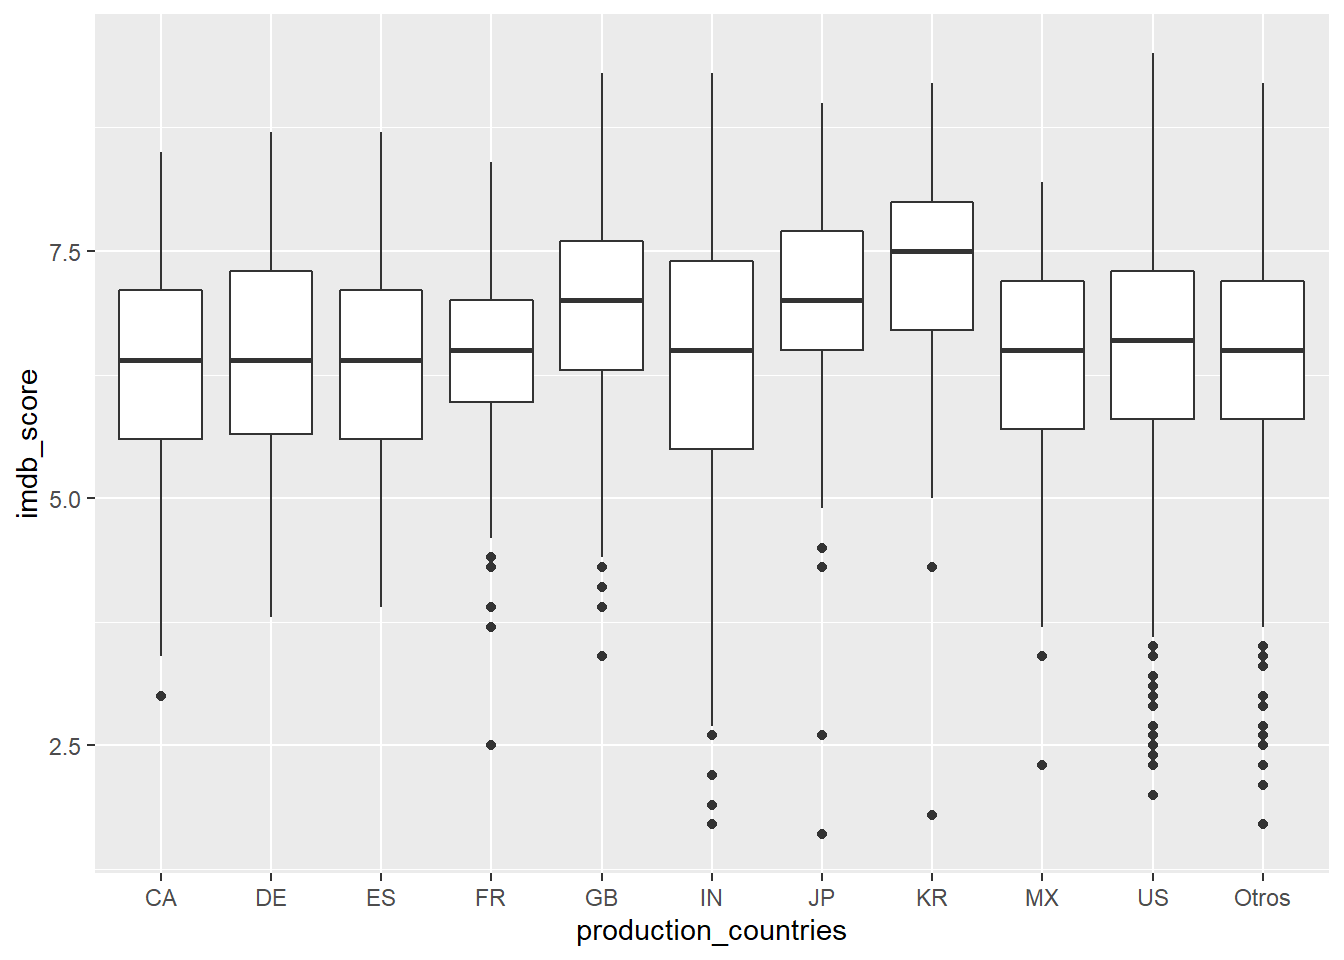 imdb_score
7.5
5.0
2.5
CA DE ES FR GB IN JP KR MX US Otros
production_countries